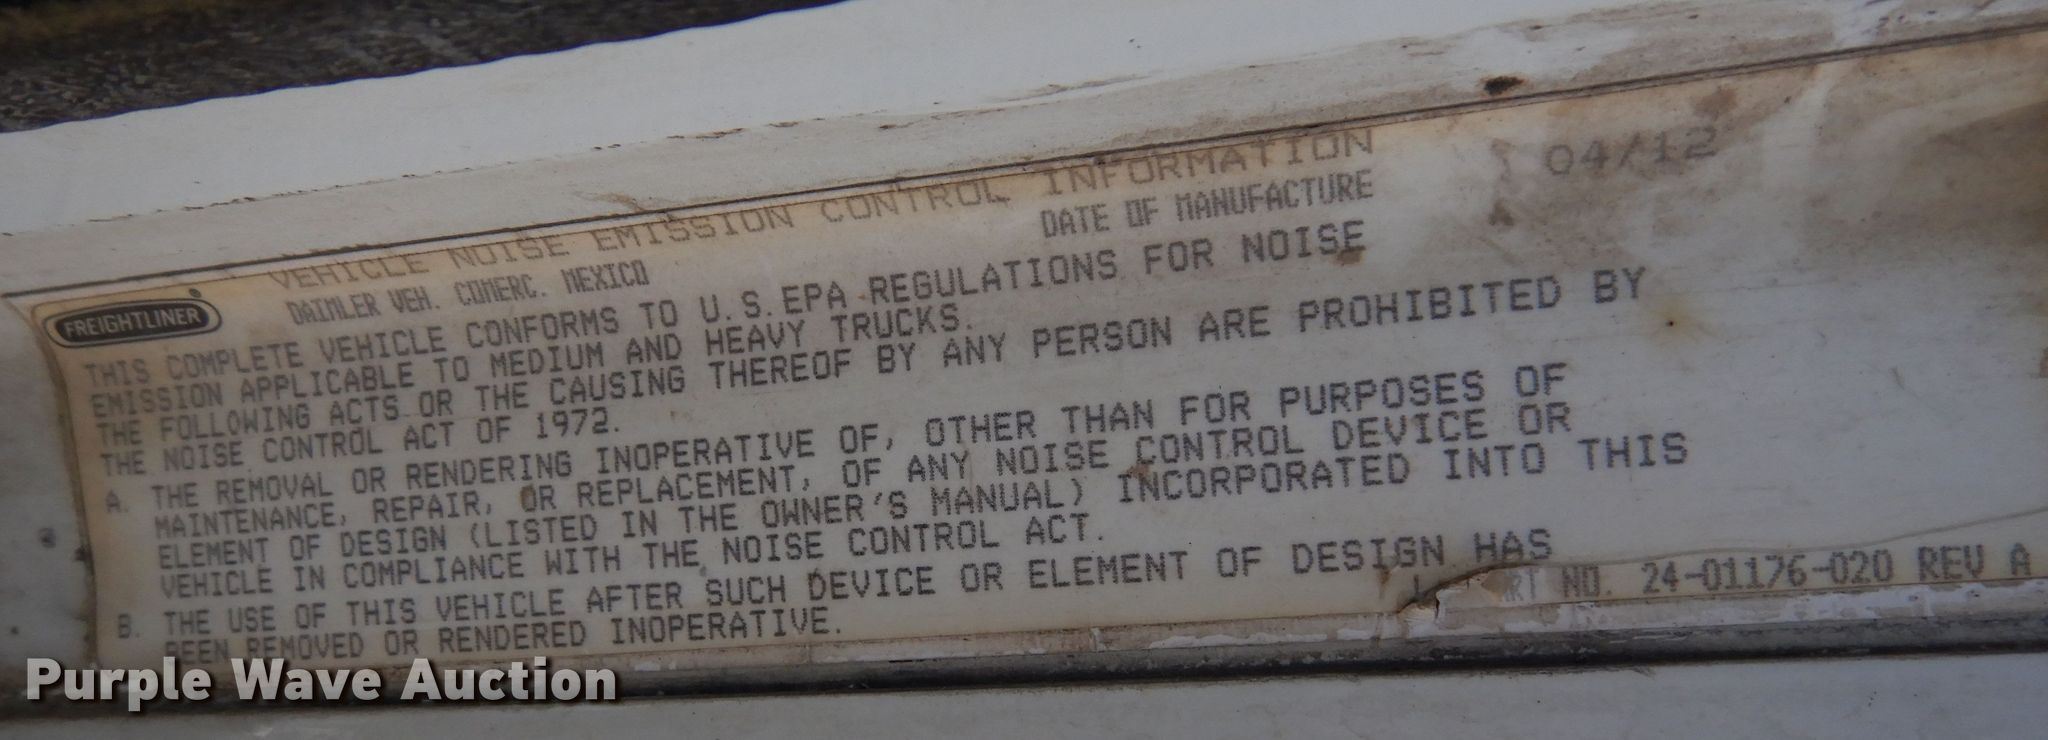 VEHICLE NOISE EMISSION CONTROL INFORMATION
FREIGHTLINER
DAIMLER VEH. COMERC. MEXICO DATE OF MANUFACTURE 04/12
THIS COMPLETE VEHICLE CONFORMS TO U.S.EPA REGULATIONS FOR NOISE
EMISSION APPLICABLE TO MEDIUM AND HEAVY TRUCKS.
THE FOLLOWING ACTS OR THE CAUSING THEREOF BY ANY PERSON ARE PROHIBITED BY
THE NOISE CONTROL ACT OF 1972.
A. THE REMOVAL OR RENDERING INOPERATIVE OF, OTHER THAN FOR PURPOSES OF
MAINTENANCE, REPAIR, OR REPLACEMENT, OF ANY NOISE CONTROL DEVICE OR
ELEMENT OF DESIGN (LISTED IN THE OWNER'S MANUAL) INCORPORATED INTO THIS
VEHICLE IN COMPLIANCE WITH THE NOISE CONTROL ACT.
B. THE USE OF THIS VEHICLE AFTER SUCH DEVICE OR ELEMENT OF DESIGN HAS
BEEN REMOVED OR RENDERED INOPERATIVE.
NO. 24-01176-020 REV A
Purple Wave Auction